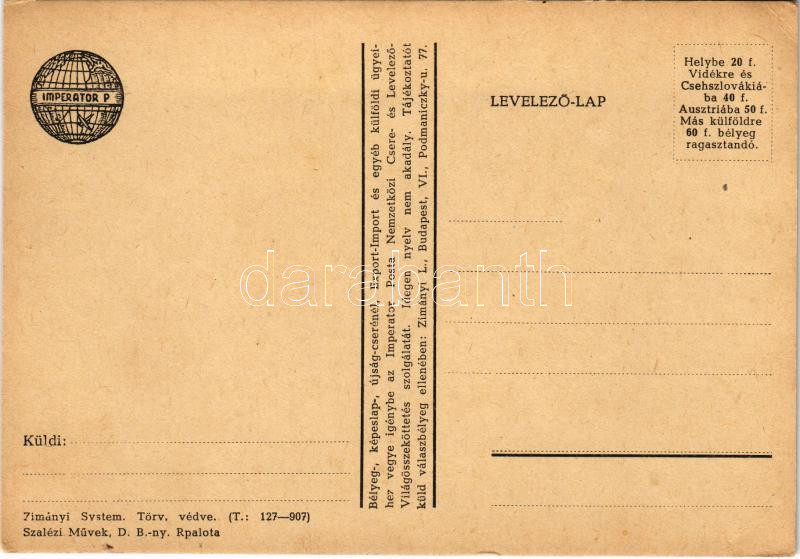 IMPERATOR P
Küldi:
Zimányi System. Törv. védve. (T.: 127—907)
Szalézi Művek, D. B.-ny. Rpalota
Bélyeg-, képeslap-, újság-cserénél, Export-Import és egyéb külföldi ügyei-
hez vegye igénybe az Imperator Posta Nemzetközi Csere- és Levelező-
Világösszeköttetés szolgálatát. Idegen nyelv nem akadály. Tájékoztatót
küld válaszbélyeg ellenében: Zimányi L., Budapest, VI., Podmaniczky-u. 77.
LEVELEZŐ-LAP
Helybe 20 f.
Vidékre és
Csehszlovákiá-
ba 40 f.
Ausztriába 50 f.
Más külföldre
60 f. bélyeg
ragasztandó.
darabanth